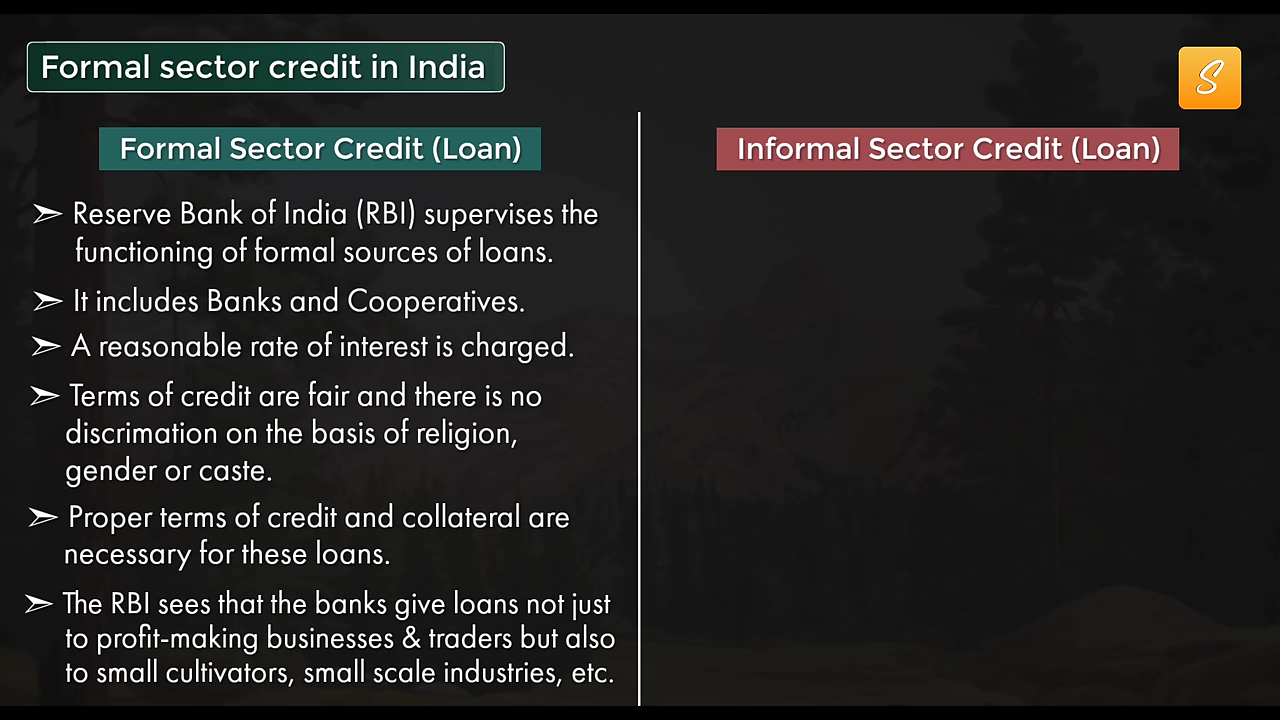 Formal sector credit in India
S
Formal Sector Credit (Loan)
➣ Reserve Bank of India (RBI) supervises the
functioning of formal sources of loans.
➣ It includes Banks and Cooperatives.
➣ A reasonable rate of interest is charged.
➣ Terms of credit are fair and there is no
discrimation on the basis of religion,
gender or caste.
➣ Proper terms of credit and collateral are
necessary for these loans.
➣ The RBI sees that the banks give loans not just
to profit-making businesses & traders but also
to small cultivators, small scale industries, etc.
Informal Sector Credit (Loan)